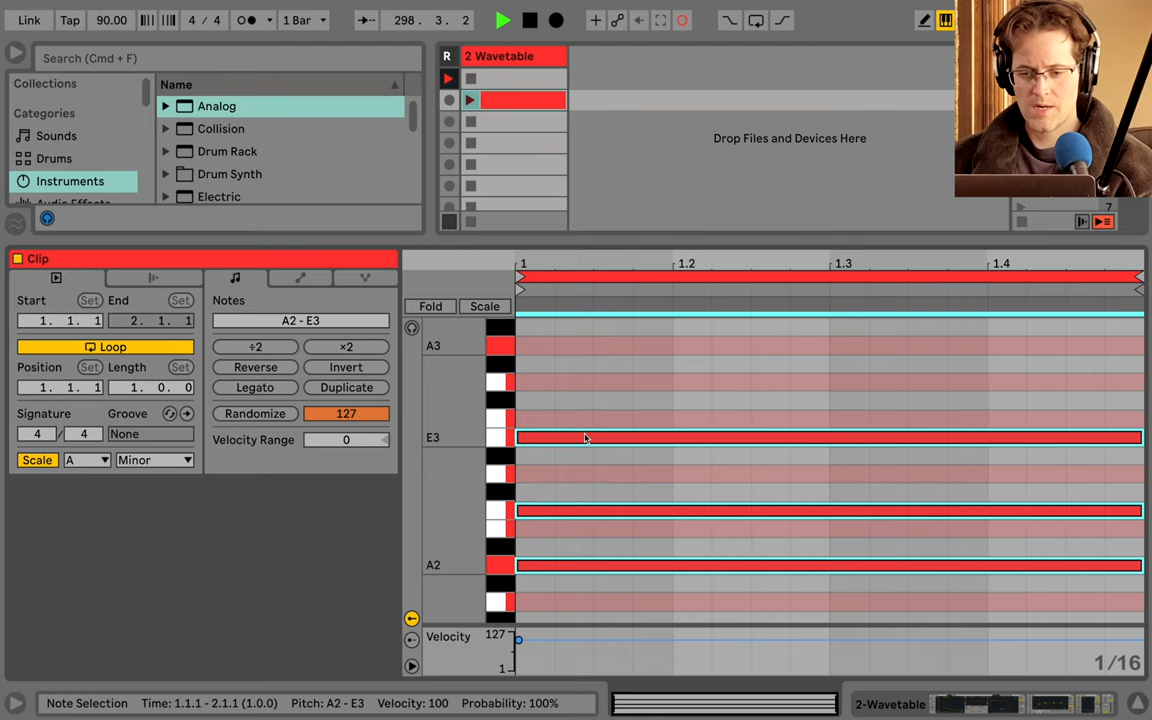 Link Tap 90.00 4 / 4 1 Bar 298. 3. 2
Search (Cmd + F)
Collections
Categories
Sounds
Drums
Instruments
Name
Analog
Collision
Drum Rack
Drum Synth
Electric
R 2 Wavetable
Drop Files and Devices Here
7
Clip
Start Set End Set
1. 1. 1 2. 1. 1
Loop
Position Set Length Set
1. 1. 1 1. 0. 0
Signature Groove
4 / 4 None
Scale A Minor
Notes
A2 - E3
÷2 ×2
Reverse Invert
Legato Duplicate
Randomize 127
Velocity Range 0
1 1.2 1.3 1.4
Fold Scale
A3
E3
A2
Velocity 127
1
1/16
Note Selection Time: 1.1.1 - 2.1.1 (1.0.0) Pitch: A2 - E3 Velocity: 100 Probability: 100%
2-Wavetable